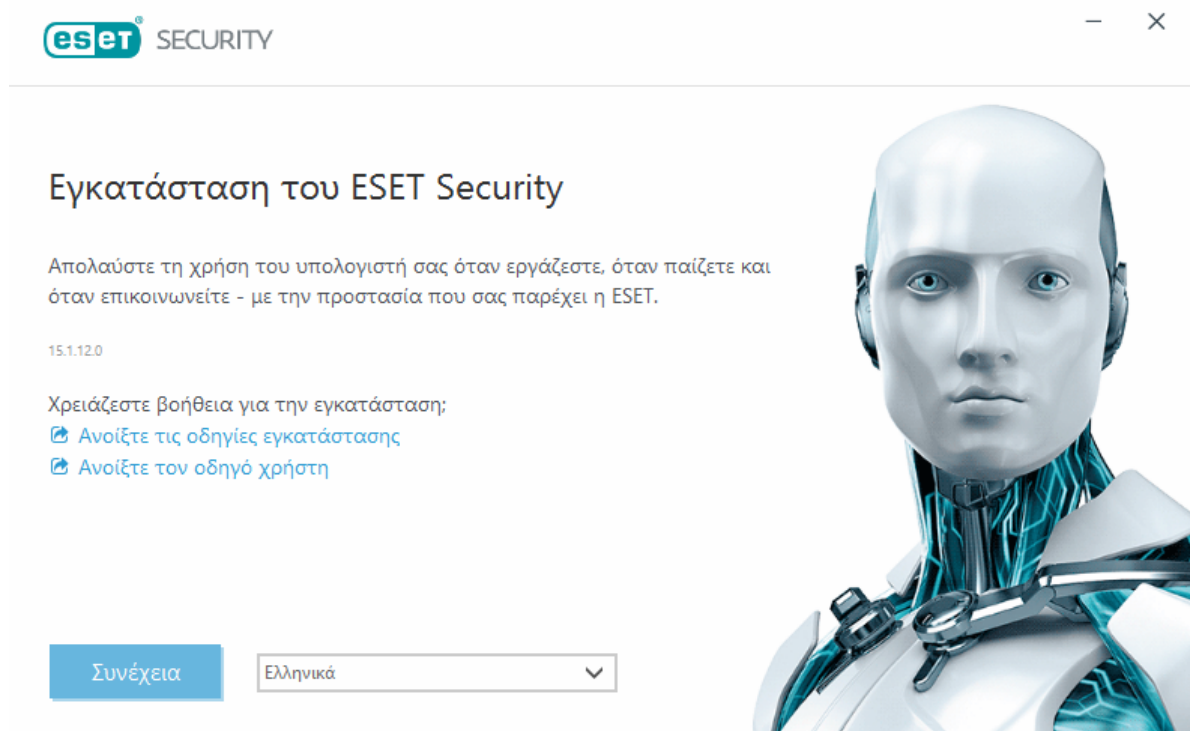 eset® SECURITY
Εγκατάσταση του ESET Security
Απολαύστε τη χρήση του υπολογιστή σας όταν εργάζεστε, όταν παίζετε και
όταν επικοινωνείτε - με την προστασία που σας παρέχει η ESET.
15.1.12.0
Χρειάζεστε βοήθεια για την εγκατάσταση;
Ανοίξτε τις οδηγίες εγκατάστασης
Ανοίξτε τον οδηγό χρήστη
Συνέχεια
Ελληνικά